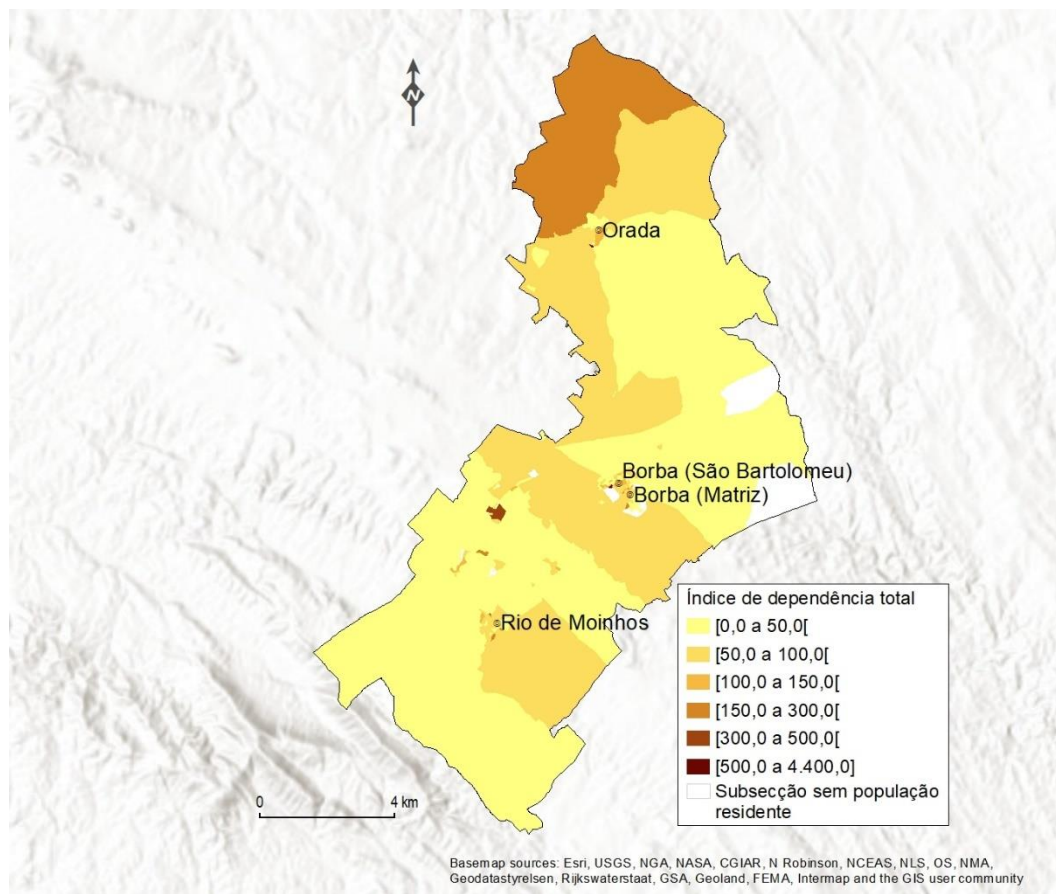 N
Orada
Borba (São Bartolomeu)
Borba (Matriz)
Rio de Moinhos
Índice de dependência total
[0,0 a 50,0[
[50,0 a 100,0[
[100,0 a 150,0[
[150,0 a 300,0[
[300,0 a 500,0[
[500,0 a 4.400,0]
Subsecção sem população
residente
0 4 km
Basemap sources: Esri, USGS, NGA, NASA, CGIAR, N Robinson, NCEAS, NLS, OS, NMA,
Geodatastyrelsen, Rijkswaterstaat, GSA, Geoland, FEMA, Intermap and the GIS user community